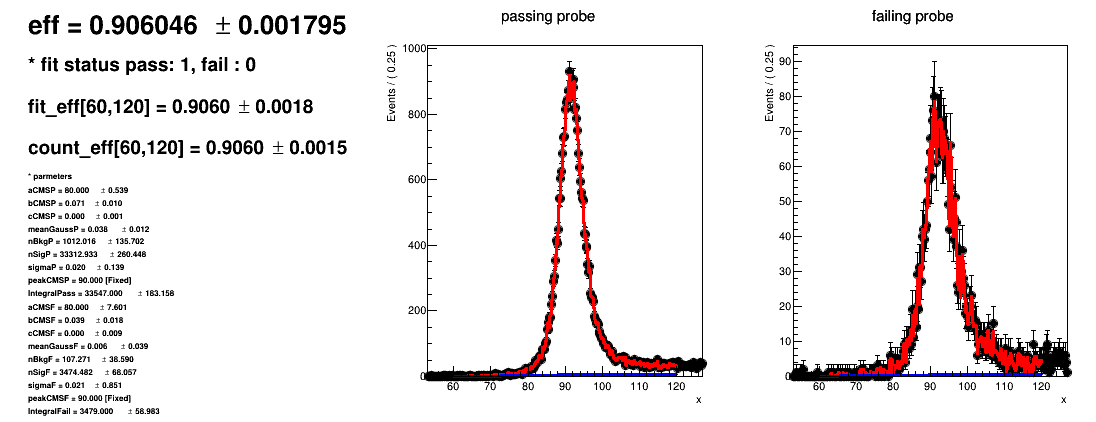 eff = 0.906046 ± 0.001795
* fit status pass: 1, fail : 0
fit_eff[60,120] = 0.9060 ± 0.0018
count_eff[60,120] = 0.9060 ± 0.0015
* parmeters
aCMSP = 80.000 ± 0.539
bCMSP = 0.071 ± 0.010
cCMSP = 0.000 ± 0.001
meanGaussP = 0.038 ± 0.012
nBkgP = 1012.016 ± 135.702
nSigP = 33312.933 ± 260.448
sigmaP = 0.020 ± 0.139
peakCMSP = 90.000 [Fixed]
IntegralPass = 33547.000 ± 183.158
aCMSF = 80.000 ± 7.601
bCMSF = 0.039 ± 0.018
cCMSF = 0.000 ± 0.009
meanGaussF = 0.006 ± 0.039
nBkgF = 107.271 ± 38.590
nSigF = 3474.482 ± 68.057
sigmaF = 0.021 ± 0.851
peakCMSF = 90.000 [Fixed]
IntegralFail = 3479.000 ± 58.983
passing probe
Events / ( 0.25 )
1000
800
600
400
200
0
60 70 80 90 100 110 120
x
failing probe
Events / ( 0.25 )
90
80
70
60
50
40
30
20
10
0
60 70 80 90 100 110 120
x